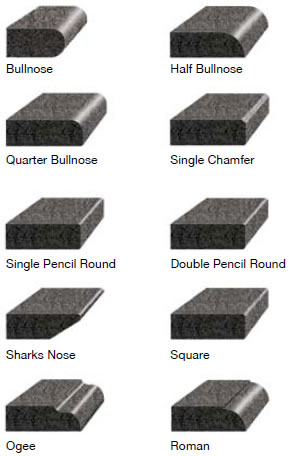 Bullnose
Half Bullnose
Quarter Bullnose
Single Chamfer
Single Pencil Round
Double Pencil Round
Sharks Nose
Square
Ogee
Roman